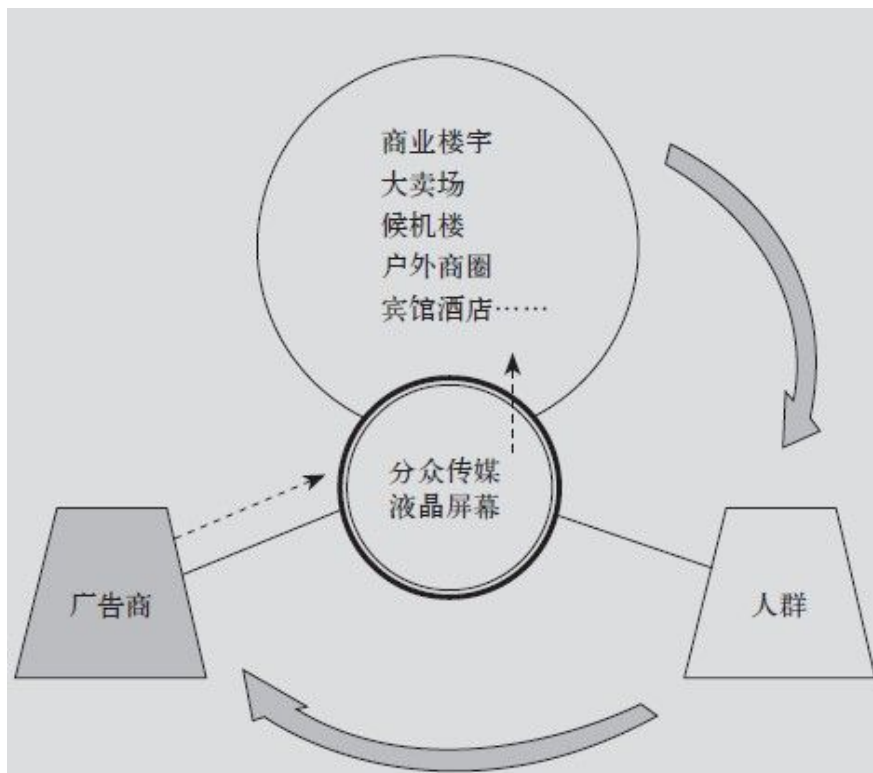 商业楼宇
大卖场
候机楼
户外商圈
宾馆酒店……
分众传媒
液晶屏幕
广告商
人群